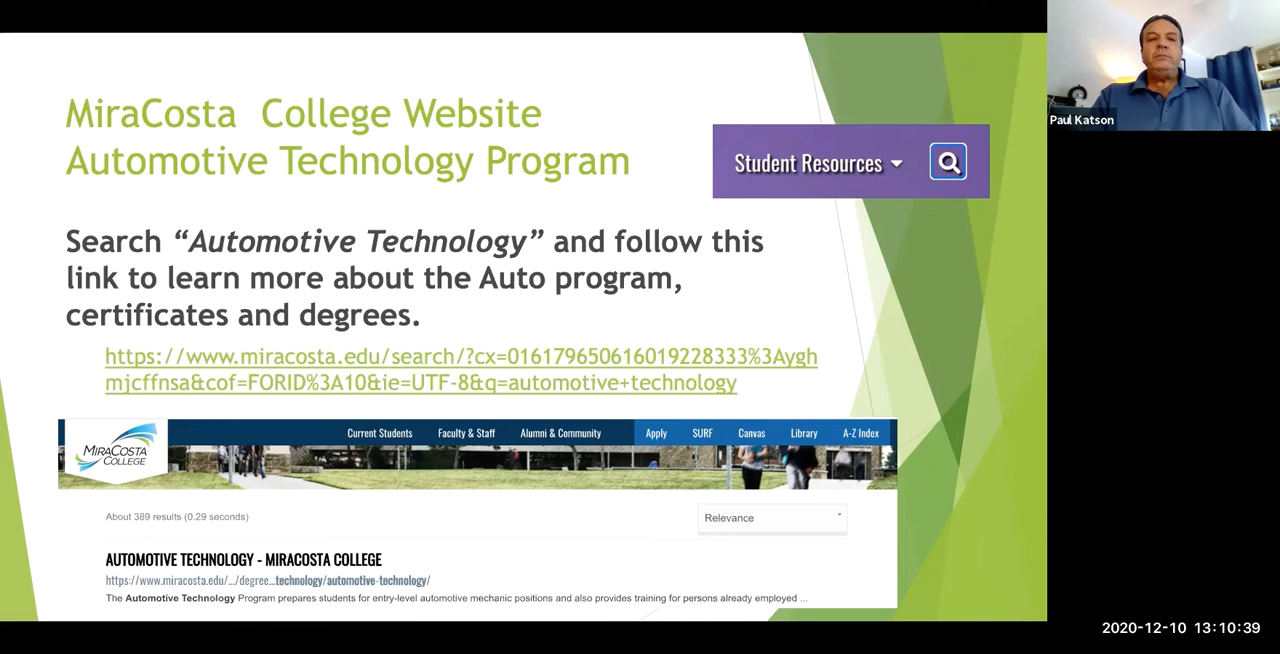 MiraCosta College Website
Automotive Technology Program
Student Resources
Search “Automotive Technology” and follow this
link to learn more about the Auto program,
certificates and degrees.
https://www.miracosta.edu/search/?cx=016179650616019228333%3Aygh
mjcffnsa&cof=FORID%3A10&ie=UTF-8&q=automotive+technology
MIRACOSTA
COLLEGE
Current Students Faculty & Staff Alumni & Community Apply SURF Canvas Library A-Z Index
About 389 results (0.29 seconds)
Relevance
AUTOMOTIVE TECHNOLOGY - MIRACOSTA COLLEGE
https://www.miracosta.edu/.../degree...technology/automotive-technology/
The Automotive Technology Program prepares students for entry-level automotive mechanic positions and also provides training for persons already employed ...
Paul Katson
2020-12-10 13:10:39